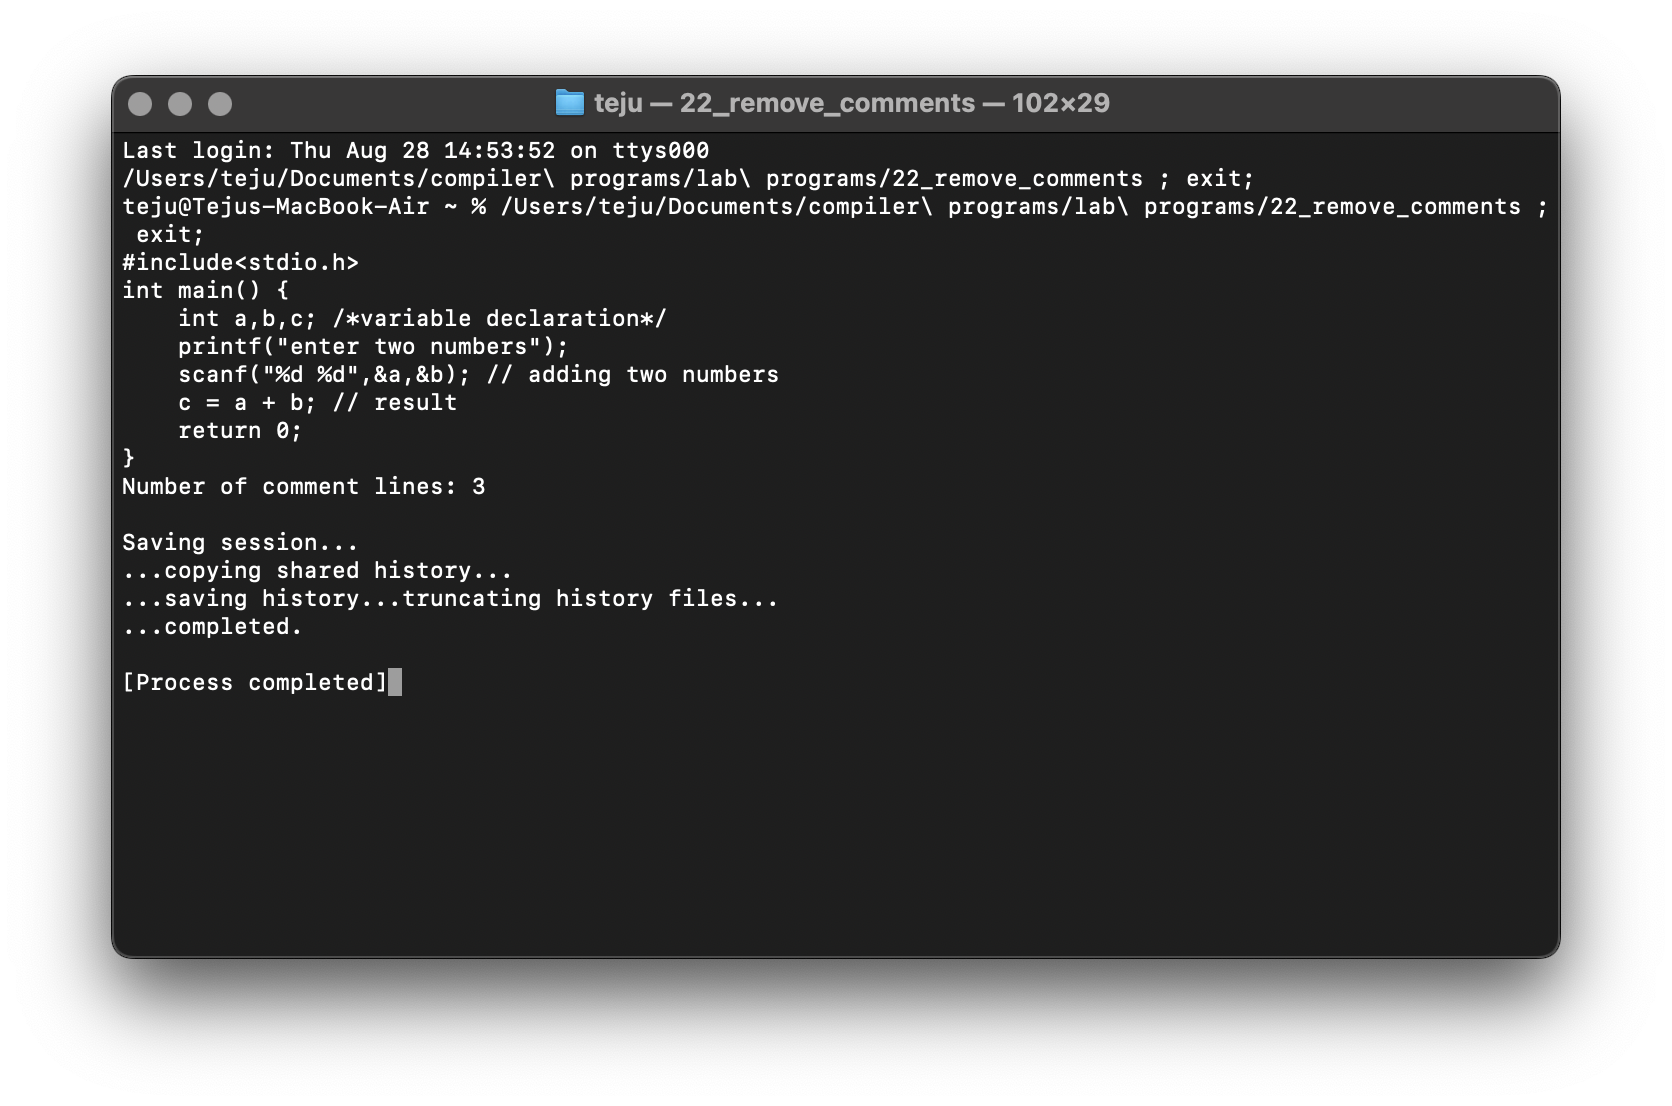 teju — 22_remove_comments — 102×29
Last login: Thu Aug 28 14:53:52 on ttys000
/Users/teju/Documents/compiler\ programs/lab\ programs/22_remove_comments ; exit;
teju@Tejus-MacBook-Air ~ % /Users/teju/Documents/compiler\ programs/lab\ programs/22_remove_comments ;
 exit;
#include<stdio.h>
int main() {
    int a,b,c; /*variable declaration*/
    printf("enter two numbers");
    scanf("%d %d",&a,&b); // adding two numbers
    c = a + b; // result
    return 0;
}
Number of comment lines: 3

Saving session...
...copying shared history...
...saving history...truncating history files...
...completed.

[Process completed]